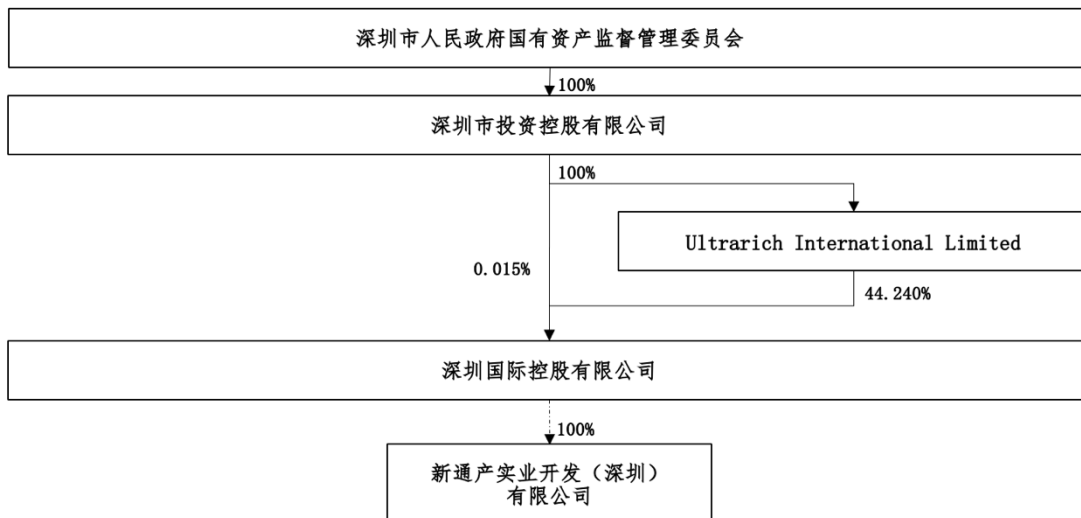 深圳市人民政府国有资产监督管理委员会
100%
深圳市投资控股有限公司
100%
Ultrarich International Limited
0.015%
44.240%
深圳国际控股有限公司
100%
新通产实业开发（深圳）
有限公司